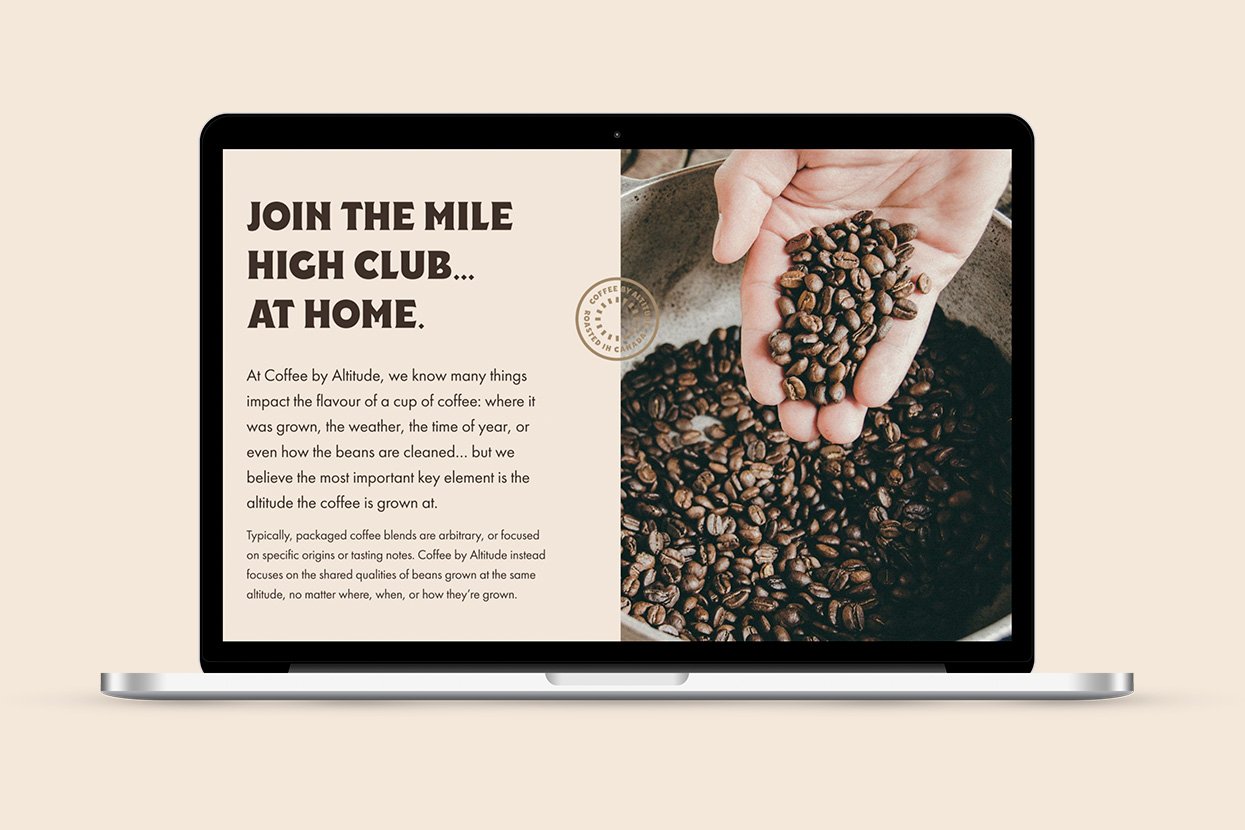 JOIN THE MILE
HIGH CLUB...
AT HOME.
At Coffee by Altitude, we know many things
impact the flavour of a cup of coffee: where it
was grown, the weather, the time of year, or
even how the beans are cleaned... but we
believe the most important key element is the
altitude the coffee is grown at.
Typically, packaged coffee blends are arbitrary, or focused
on specific origins or tasting notes. Coffee by Altitude instead
focuses on the shared qualities of beans grown at the same
altitude, no matter where, when, or how they’re grown.
COFFEE BY
ROASTED IN CANADA